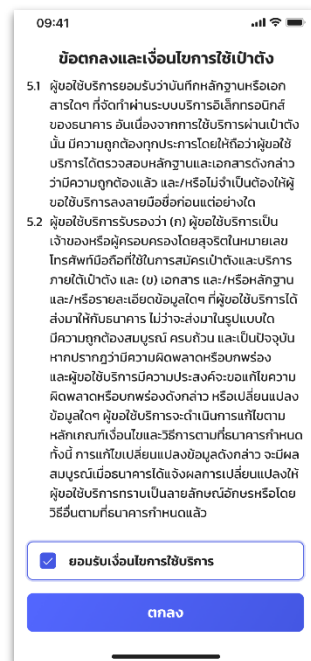 09:41
ข้อตกลงและเงื่อนไขการใช้เป๋าตัง
5.1 ผู้ขอใช้บริการยอมรับว่าบันทึกหลักฐานหรือเอก
สารใดๆ ที่จัดทำผ่านระบบบริการอิเล็กทรอนิกส์
ของธนาคาร อันเนื่องจากการใช้บริการผ่านเป๋าตัง
นั้น มีความถูกต้องทุกประการโดยให้ถือว่าผู้ขอใช้
บริการได้ตรวจสอบหลักฐานและเอกสารดังกล่าว
ว่ามีความถูกต้องแล้ว และ/หรือไม่จำเป็นต้องให้ผู้
ขอใช้บริการลงลายมือชื่อก่อนแต่อย่างใด
5.2 ผู้ขอใช้บริการรับรองว่า (ก) ผู้ขอใช้บริการเป็น
เจ้าของหรือผู้ครอบครองโดยสุจริตในหมายเลข
โทรศัพท์มือถือที่ใช้ในการสมัครเป๋าตังและบริการ
ภายใต้เป๋าตัง และ (ข) เอกสาร และ/หรือหลักฐาน
และ/หรือรายละเอียดข้อมูลใดๆ ที่ผู้ขอใช้บริการได้
ส่งมาให้กับธนาคาร ไม่ว่าจะส่งมาในรูปแบบใด
มีความถูกต้องสมบูรณ์ ครบถ้วน และเป็นปัจจุบัน
หากปรากฏว่ามีความผิดพลาดหรือบกพร่อง
และผู้ขอใช้บริการมีความประสงค์จะขอแก้ไขความ
ผิดพลาดหรือบกพร่องดังกล่าว หรือเปลี่ยนแปลง
ข้อมูลใดๆ ผู้ขอใช้บริการจะดำเนินการแก้ไขตาม
หลักเกณฑ์เงื่อนไขและวิธีการตามที่ธนาคารกำหนด
ทั้งนี้ การแก้ไขเปลี่ยนแปลงข้อมูลดังกล่าว จะมีผล
สมบูรณ์เมื่อธนาคารได้แจ้งผลการเปลี่ยนแปลงให้
ผู้ขอใช้บริการทราบเป็นลายลักษณ์อักษรหรือโดย
วิธีอื่นตามที่ธนาคารกำหนดแล้ว
ยอมรับเงื่อนไขการใช้บริการ
ตกลง